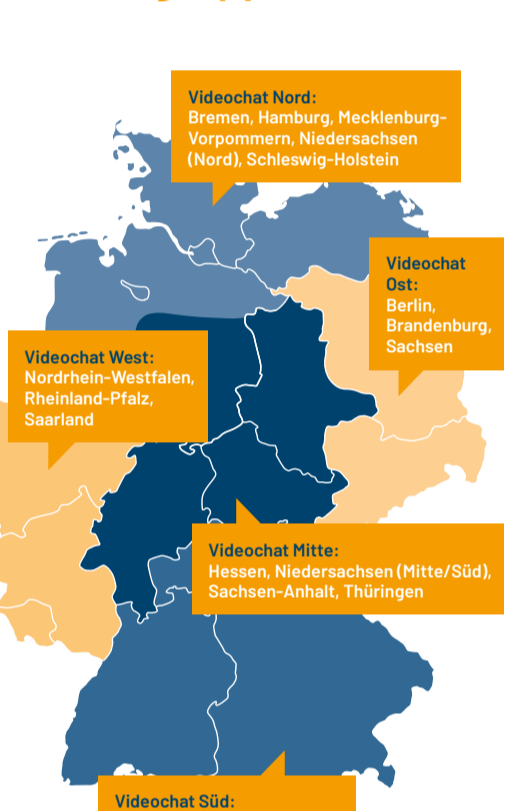 Videochat Nord:
Bremen, Hamburg, Mecklenburg-
Vorpommern, Niedersachsen
(Nord), Schleswig-Holstein
Videochat
Ost:
Berlin,
Brandenburg,
Sachsen
Videochat West:
Nordrhein-Westfalen,
Rheinland-Pfalz,
Saarland
Videochat Mitte:
Hessen, Niedersachsen (Mitte/Süd),
Sachsen-Anhalt, Thüringen
Videochat Süd: